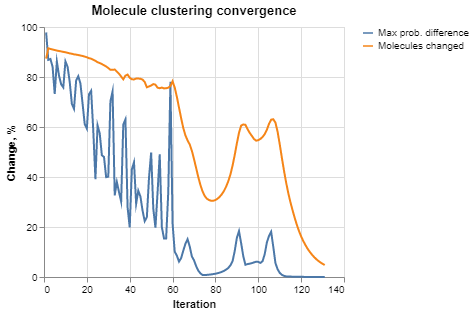 Molecule clustering convergence
Max prob. difference
Molecules changed
Change, %
100
80
60
40
20
0
0 20 40 60 80 100 120 140
Iteration